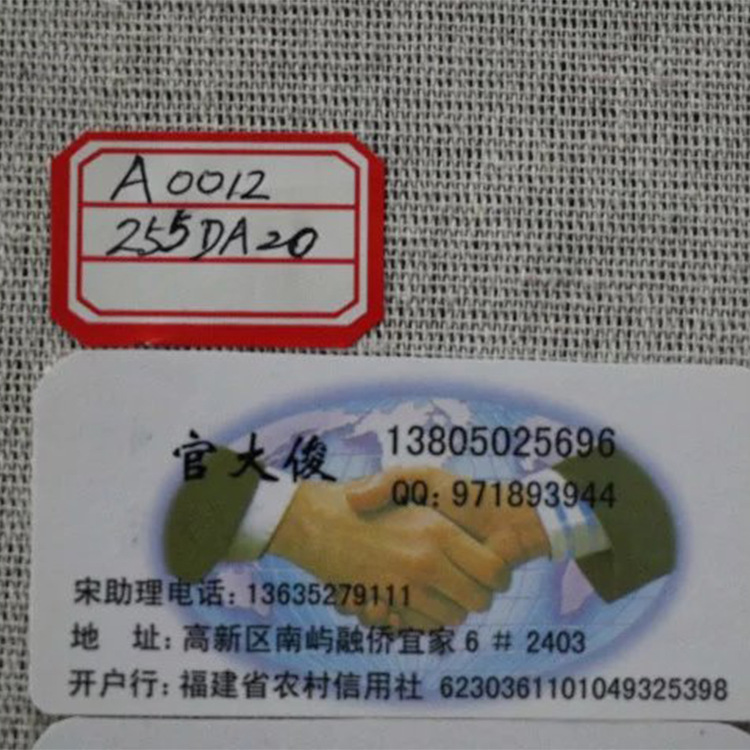 A0012
255DA20
官大俊 13805025696
QQ: 971893944
宋助理电话: 13635279111
地 址: 高新区南屿融侨宜家 6 # 2403
开户行: 福建省农村信用社 6230361101049325398